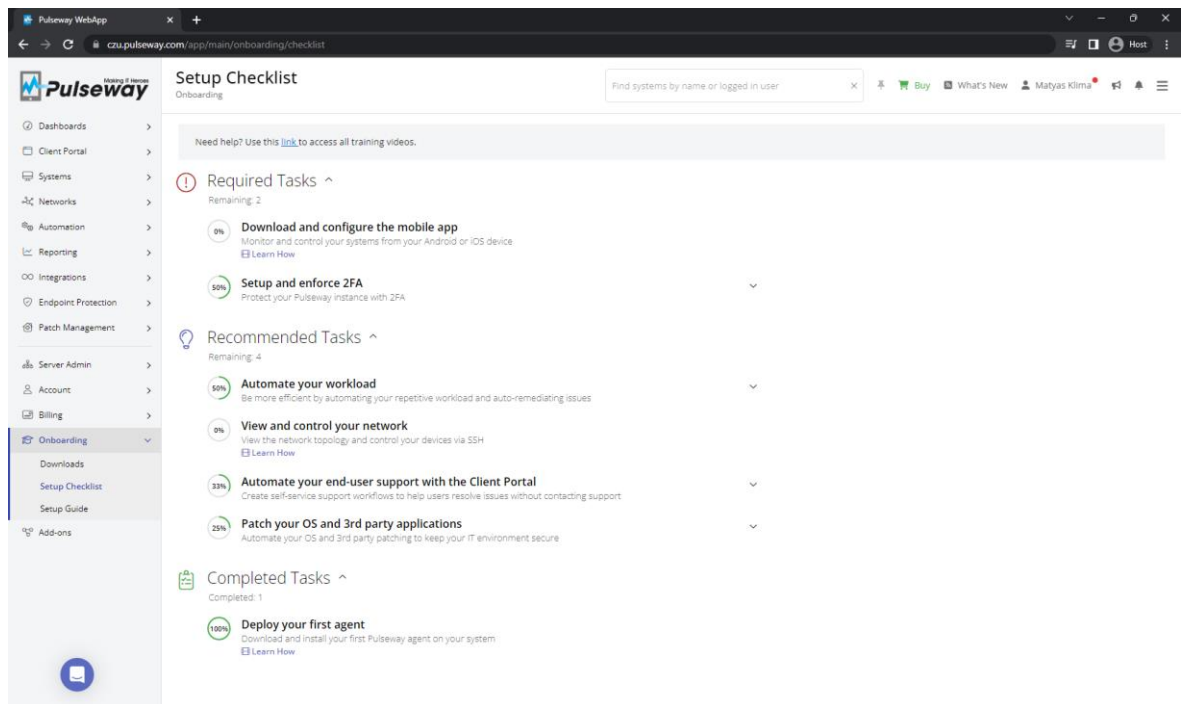 Pulseway WebApp
czu.pulseway.com/app/main/onboarding/checklist
Host
Making IT Heroes
Pulseway
Setup Checklist
Onboarding
Find systems by name or logged in user
Buy
What's New
Matyas Klima
Dashboards
Client Portal
Systems
Networks
Automation
Reporting
Integrations
Endpoint Protection
Patch Management
Server Admin
Account
Billing
Onboarding
Downloads
Setup Checklist
Setup Guide
Add-ons
Need help? Use this link to access all training videos.
Required Tasks
Remaining: 2
0%
Download and configure the mobile app
Monitor and control your systems from your Android or iOS device
Learn How
50%
Setup and enforce 2FA
Protect your Pulseway instance with 2FA
Recommended Tasks
Remaining: 4
50%
Automate your workload
Be more efficient by automating your repetitive workload and auto-remediating issues
0%
View and control your network
View the network topology and control your devices via SSH
Learn How
33%
Automate your end-user support with the Client Portal
Create self-service support workflows to help users resolve issues without contacting support
25%
Patch your OS and 3rd party applications
Automate your OS and 3rd party patching to keep your IT environment secure
Completed Tasks
Completed: 1
100%
Deploy your first agent
Download and install your first Pulseway agent on your system
Learn How